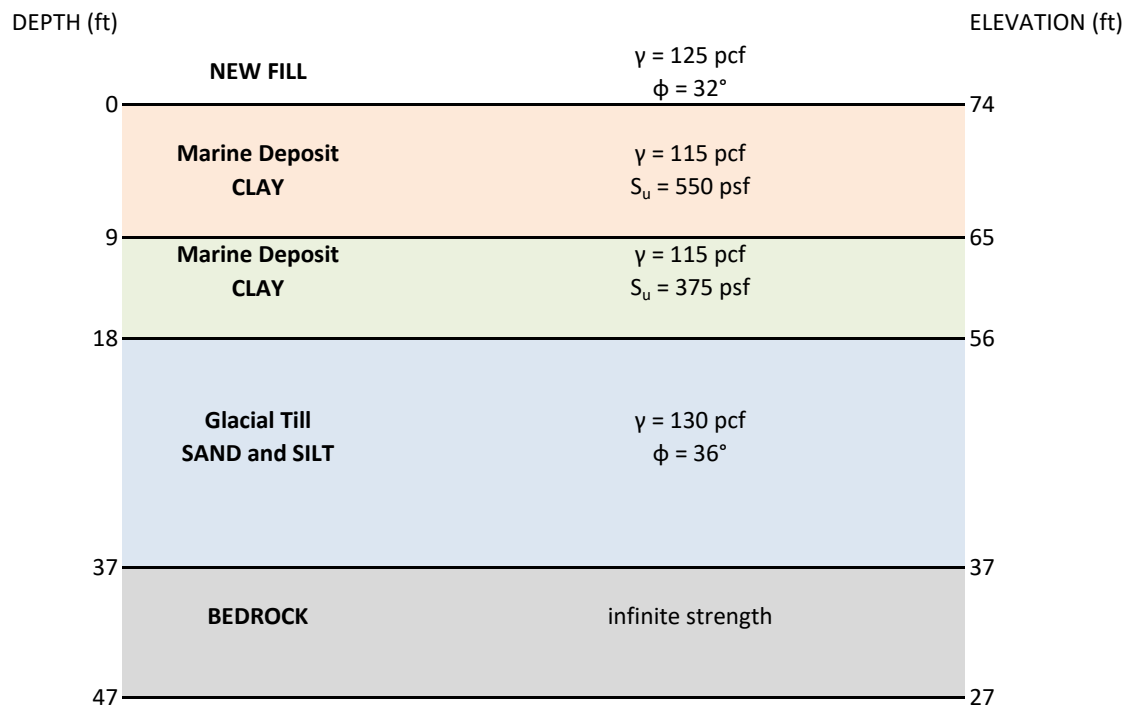 DEPTH (ft) ELEVATION (ft)
NEW FILL γ = 125 pcf
ϕ = 32°
0 74
Marine Deposit γ = 115 pcf
CLAY Su = 550 psf
9 65
Marine Deposit γ = 115 pcf
CLAY Su = 375 psf
18 56
Glacial Till γ = 130 pcf
SAND and SILT ϕ = 36°
37 37
BEDROCK infinite strength
47 27